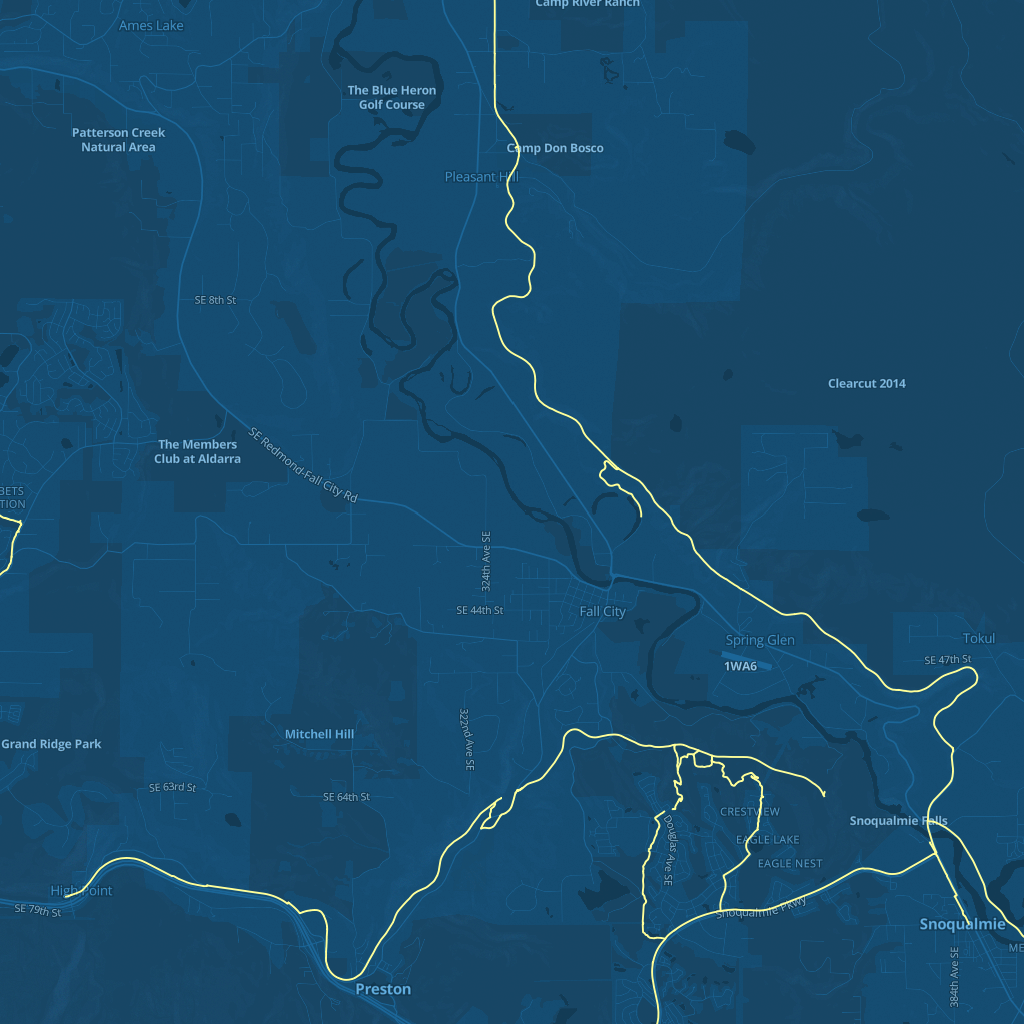 Camp River Ranch
Ames Lake
The Blue Heron
Golf Course
Patterson Creek
Natural Area
Camp Don Bosco
Pleasant Hill
SE 8th St
Clearcut 2014
The Members
Club at Aldarra
SE Redmond-Fall City Rd
BETS
TION
324th Ave SE
SE 44th St
Fall City
Spring Glen
Tokul
SE 47th St
1WA6
322nd Ave SE
Mitchell Hill
Grand Ridge Park
SE 63rd St
SE 64th St
CRESTVIEW
Snoqualmie Falls
Douglas Ave SE
EAGLE LAKE
EAGLE NEST
High Point
SE 79th St
Snoqualmie Pkwy
Snoqualmie
ME
384th Ave SE
Preston